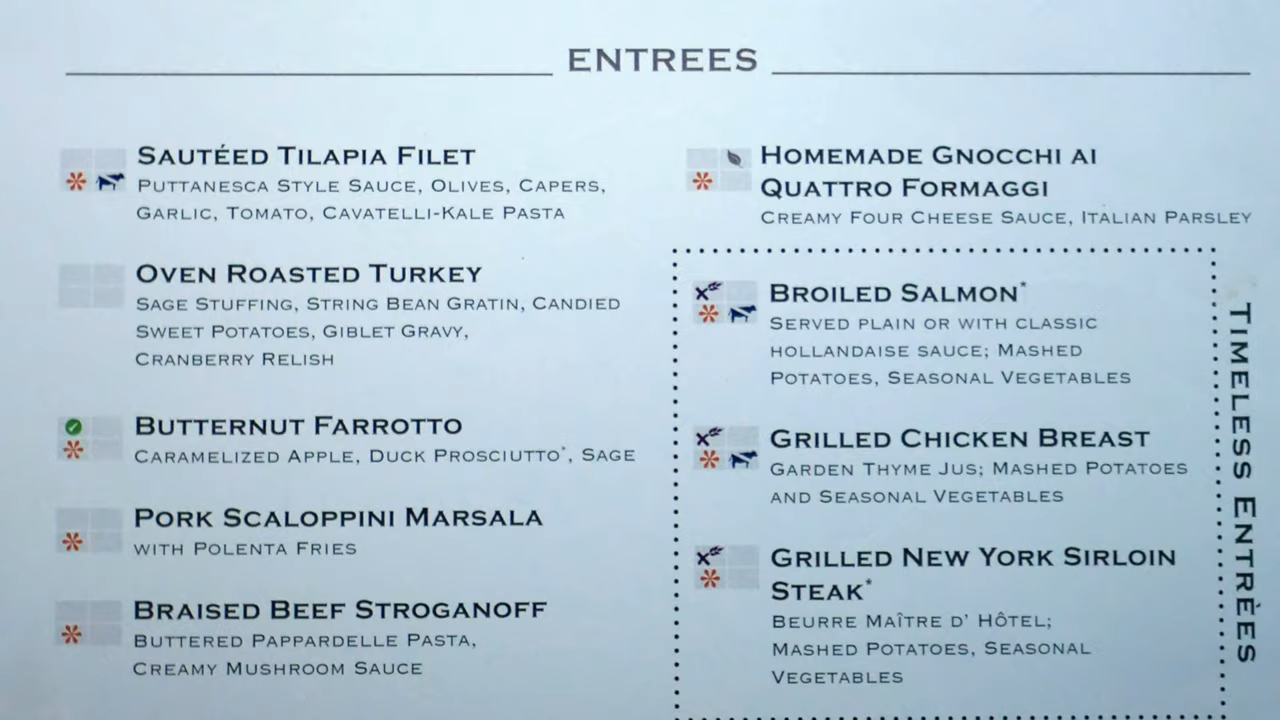 ENTREES
SAUTÉED TILAPIA FILET
PUTTANESCA STYLE SAUCE, OLIVES, CAPERS,
GARLIC, TOMATO, CAVATELLI-KALE PASTA
OVEN ROASTED TURKEY
SAGE STUFFING, STRING BEAN GRATIN, CANDIED
SWEET POTATOES, GIBLET GRAVY,
CRANBERRY RELISH
BUTTERNUT FARROTTO
CARAMELIZED APPLE, DUCK PROSCIUTTO*, SAGE
PORK SCALOPPINI MARSALA
WITH POLENTA FRIES
BRAISED BEEF STROGANOFF
BUTTERED PAPPARDELLE PASTA,
CREAMY MUSHROOM SAUCE
HOMEMADE GNOCCHI AI
QUATTRO FORMAGGI
CREAMY FOUR CHEESE SAUCE, ITALIAN PARSLEY
BROILED SALMON*
SERVED PLAIN OR WITH CLASSIC
HOLLANDAISE SAUCE; MASHED
POTATOES, SEASONAL VEGETABLES
GRILLED CHICKEN BREAST
GARDEN THYME JUS; MASHED POTATOES
AND SEASONAL VEGETABLES
GRILLED NEW YORK SIRLOIN
STEAK*
BEURRE MAÎTRE D' HÔTEL;
MASHED POTATOES, SEASONAL
VEGETABLES
TIMELESS ENTRÈES